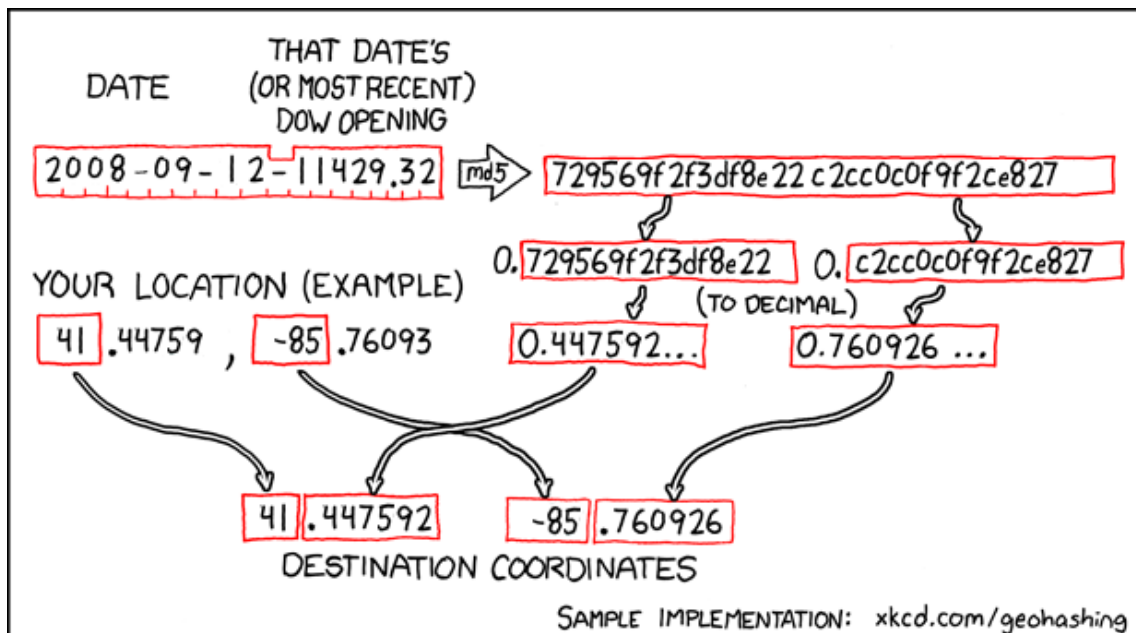 DATE
THAT DATE'S
(OR MOST RECENT)
DOW OPENING
2008-09-12-11429.32
md5
729569f2f3df8e22c2cc0c0f9f2ce827
0.729569f2f3df8e22
0.c2cc0c0f9f2ce827
YOUR LOCATION (EXAMPLE)
(TO DECIMAL)
41.44759, -85.76093
0.447592...
0.760926...
41.447592
-85.760926
DESTINATION COORDINATES
SAMPLE IMPLEMENTATION: xkcd.com/geohashing